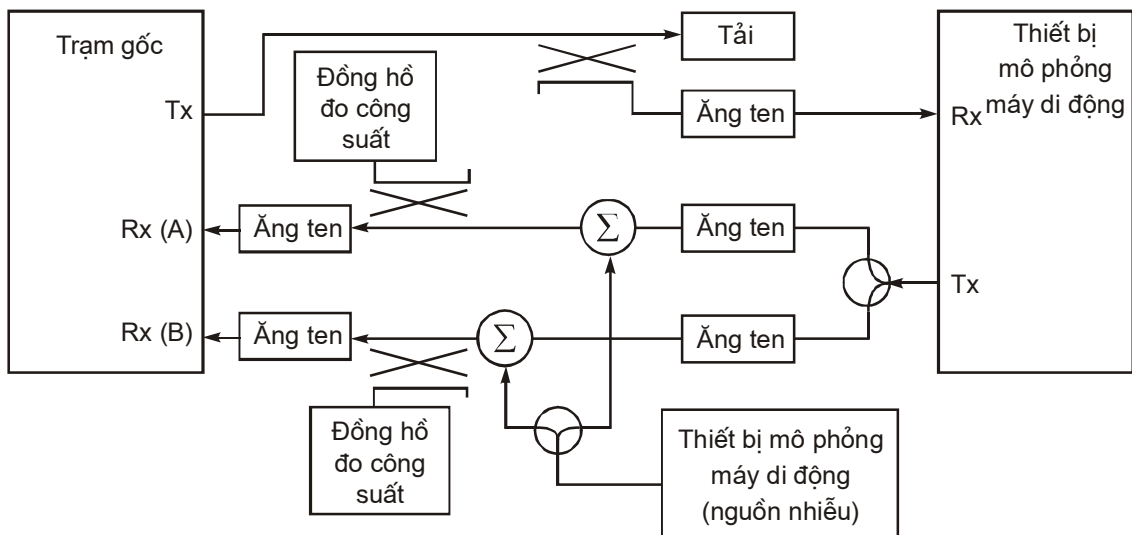 Trạm gốc
Tải
Thiết bị
mô phỏng
máy di động
Đồng hồ
đo công
suất
Tx
Ăng ten
Rx
Rx (A)
Ăng ten
Σ
Ăng ten
Tx
Rx (B)
Ăng ten
Σ
Ăng ten
Đồng hồ
đo công
suất
Thiết bị mô phỏng
máy di động
(nguồn nhiễu)